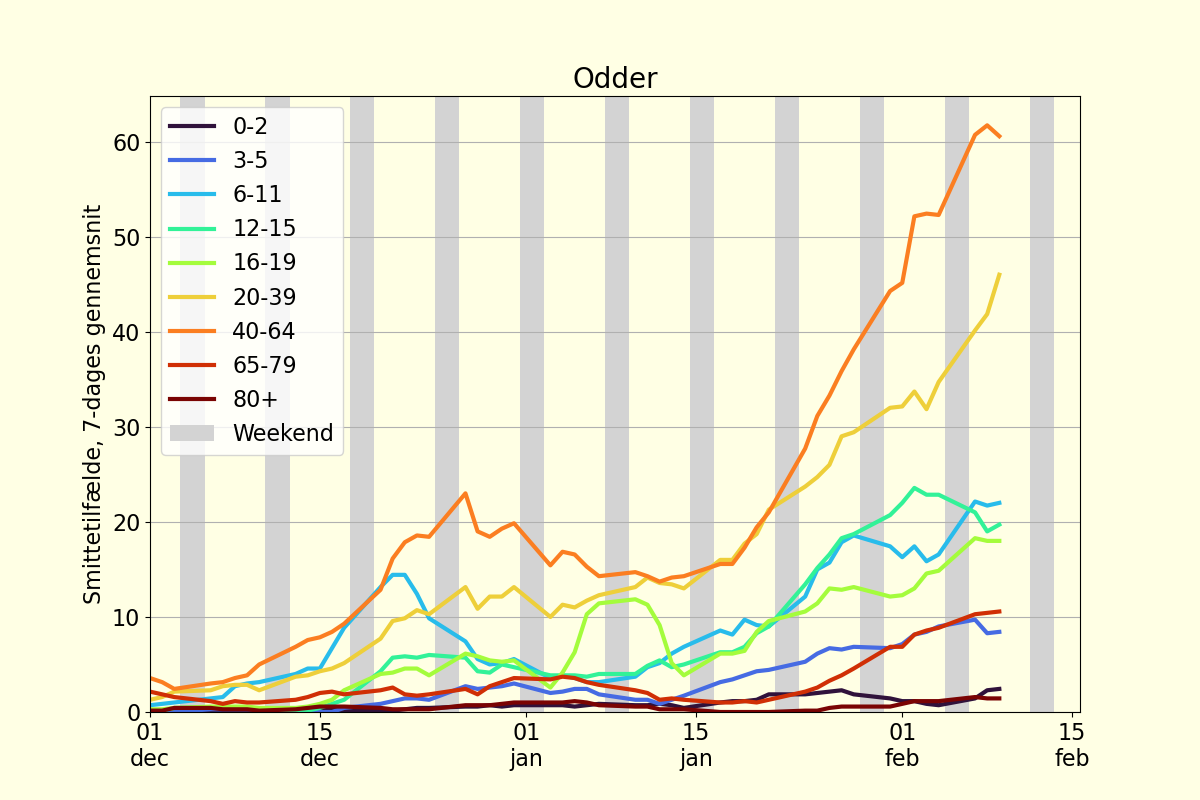 Odder
Smittetilfælde, 7-dages gennemsnit
60
50
40
30
20
10
0
0-2
3-5
6-11
12-15
16-19
20-39
40-64
65-79
80+
Weekend
01
dec
15
dec
01
jan
15
jan
01
feb
15
feb